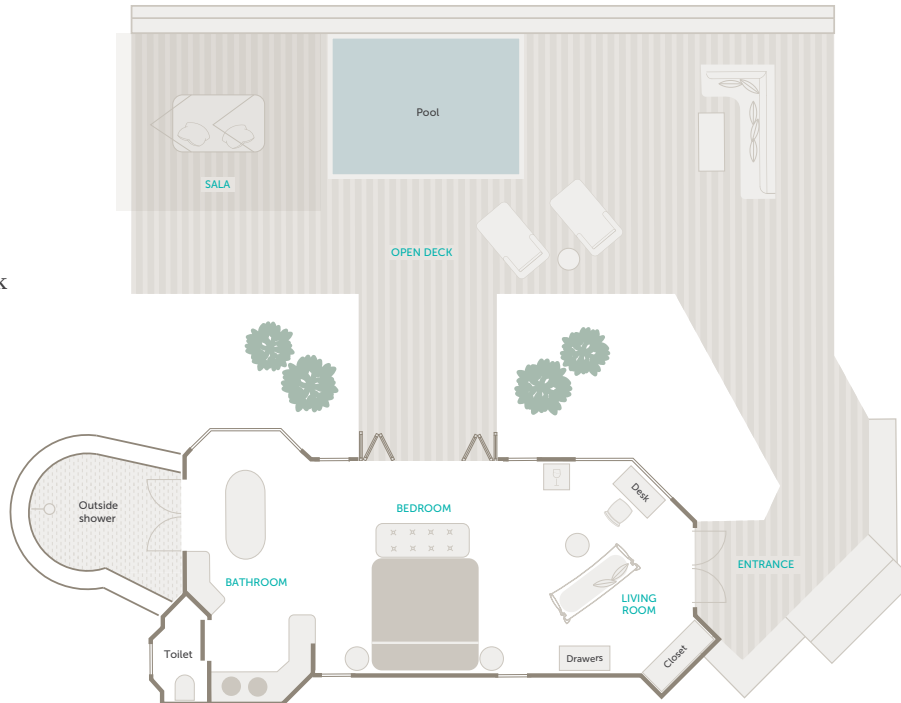 Pool
SALA
OPEN DECK
k
Outside
shower
BEDROOM
Desk
BATHROOM
ENTRANCE
LIVING
ROOM
Toilet
Drawers
Closet